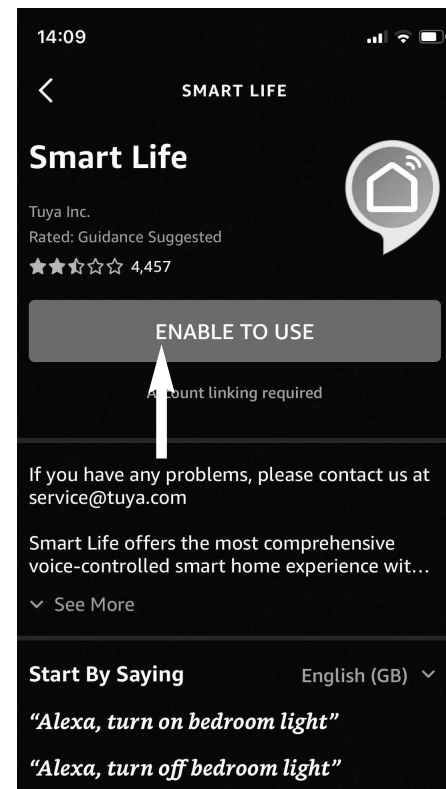 14:09
SMART LIFE
Smart Life
Tuya Inc.
Rated: Guidance Suggested
4,457
ENABLE TO USE
Account linking required
If you have any problems, please contact us at
service@tuya.com
Smart Life offers the most comprehensive
voice-controlled smart home experience wit...
See More
Start By Saying English (GB)
“Alexa, turn on bedroom light”
“Alexa, turn off bedroom light”